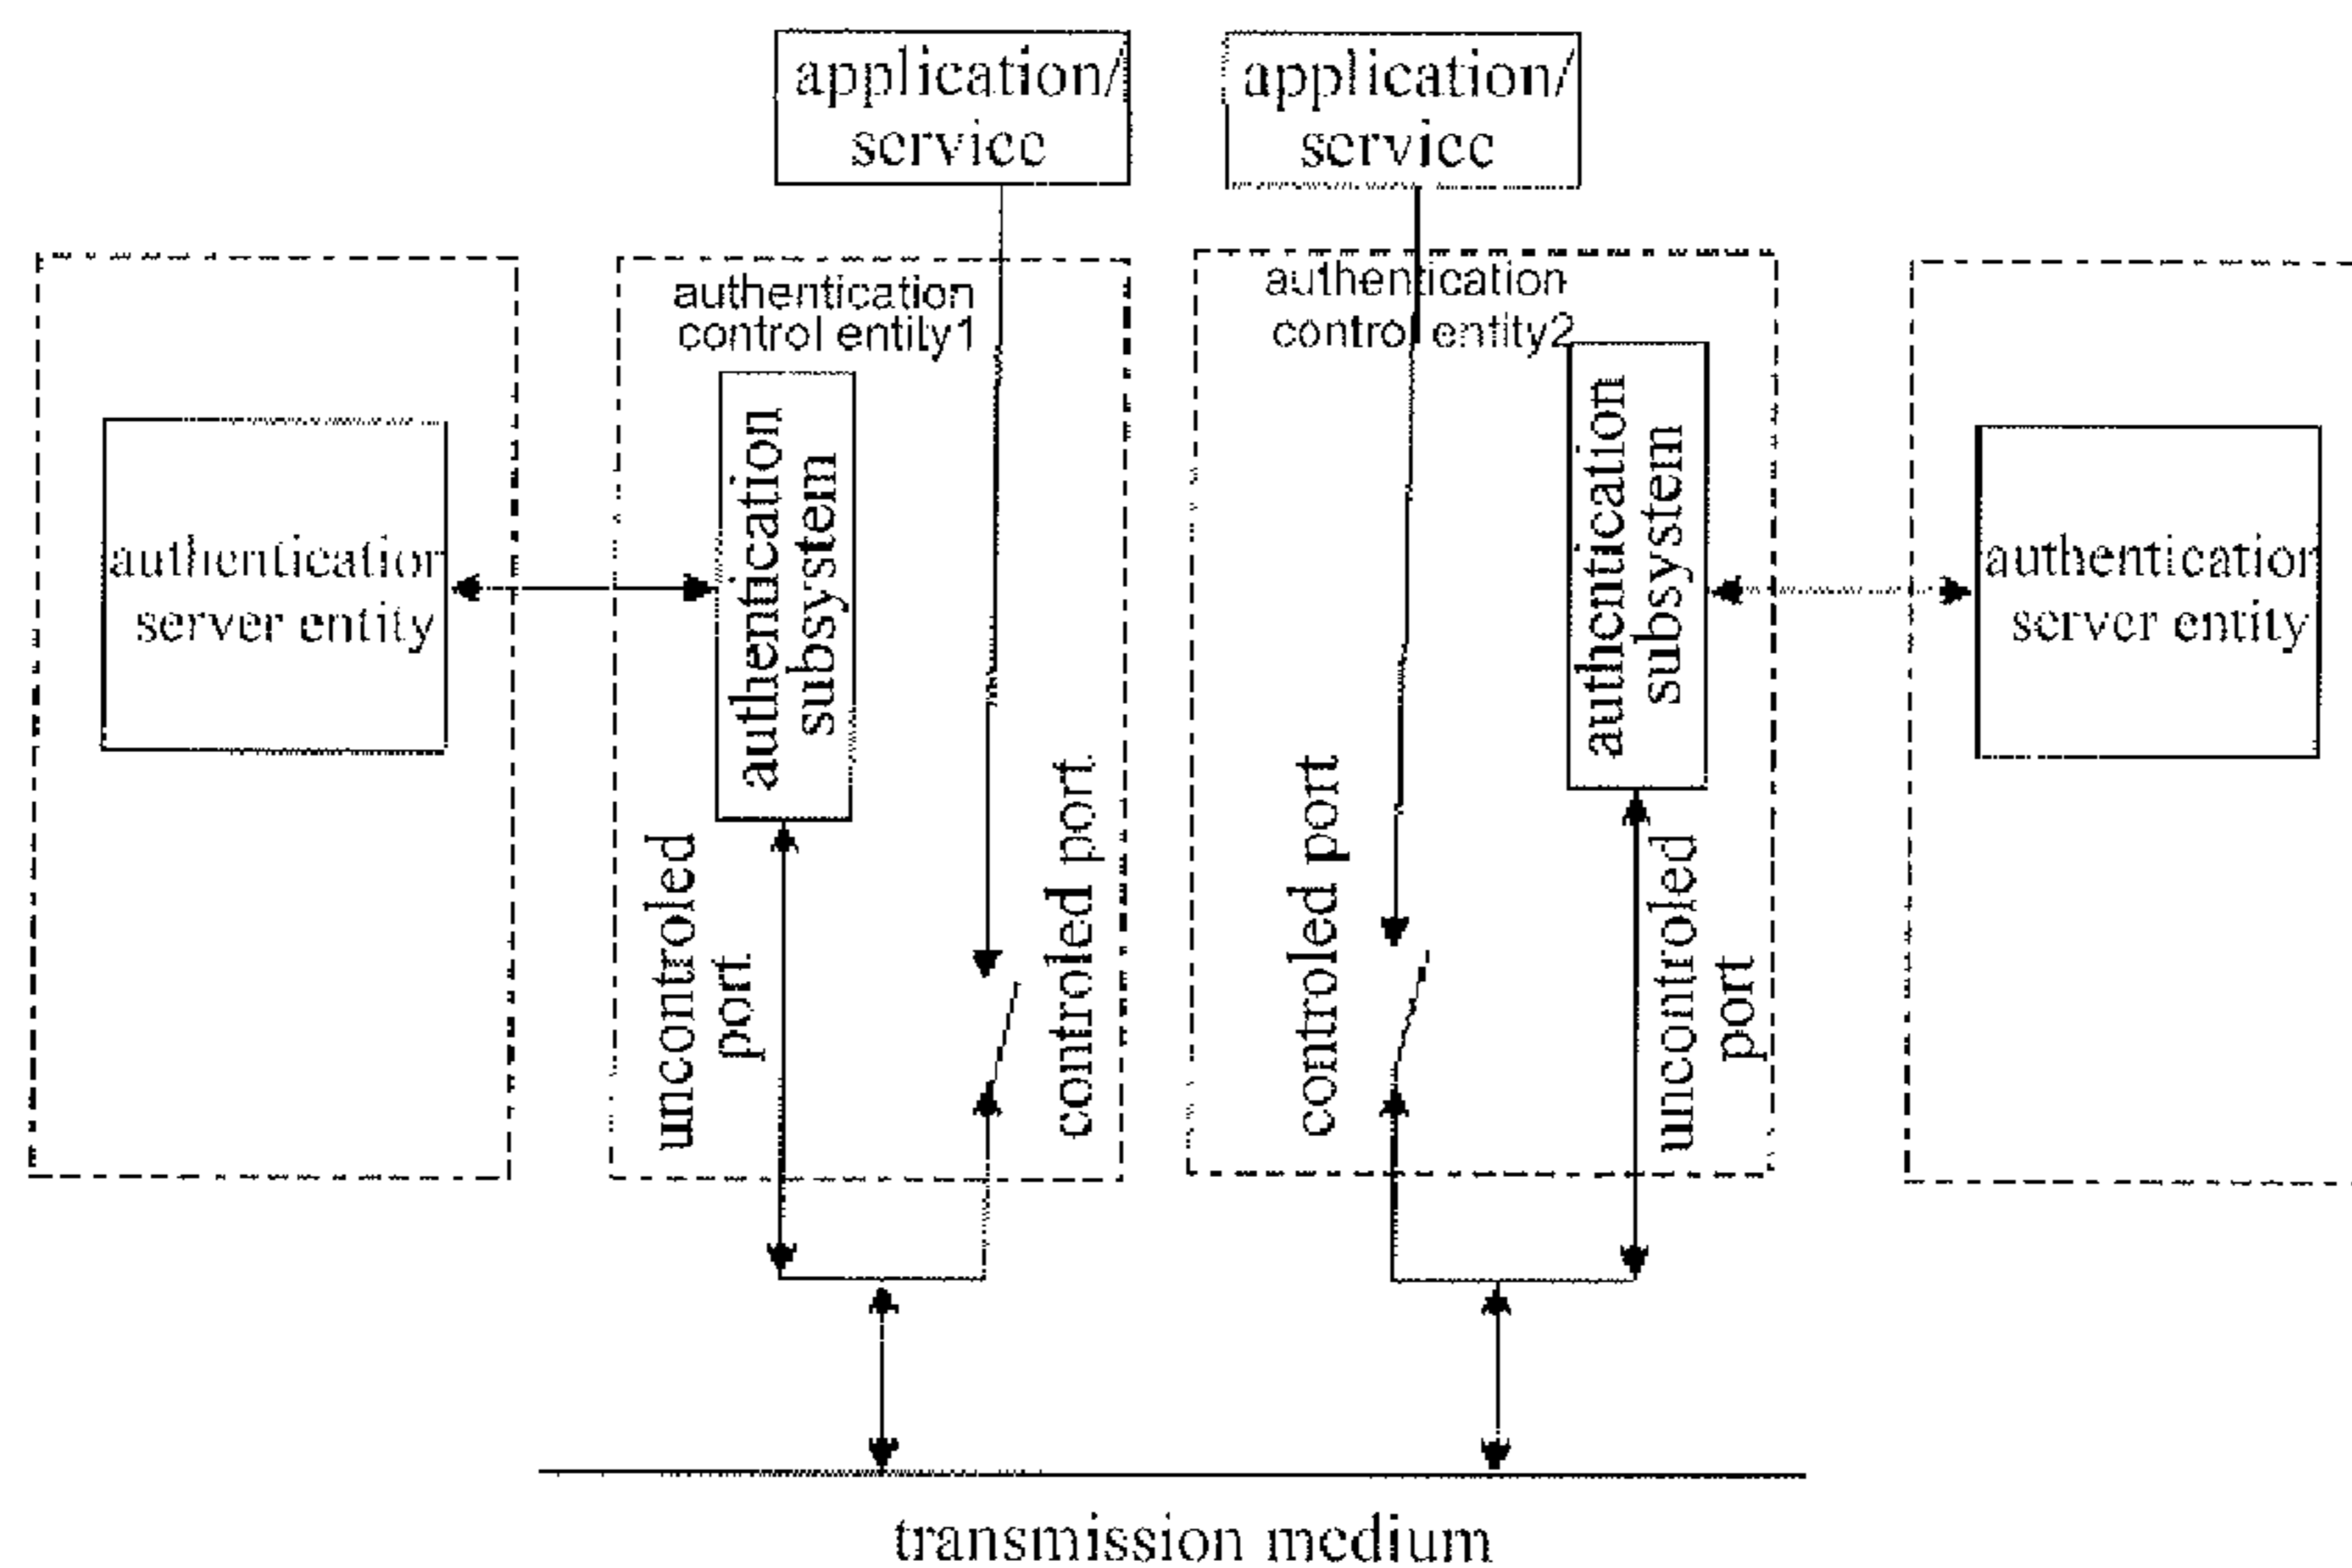 application/
service
application/
service
authentication
control entity1
authentication
control entity2
authentication
server entity
authentication
subsystem
authentication
subsystem
authentication
server entity
uncontroled
port
controled port
controled port
uncontroled
port
transmission medium